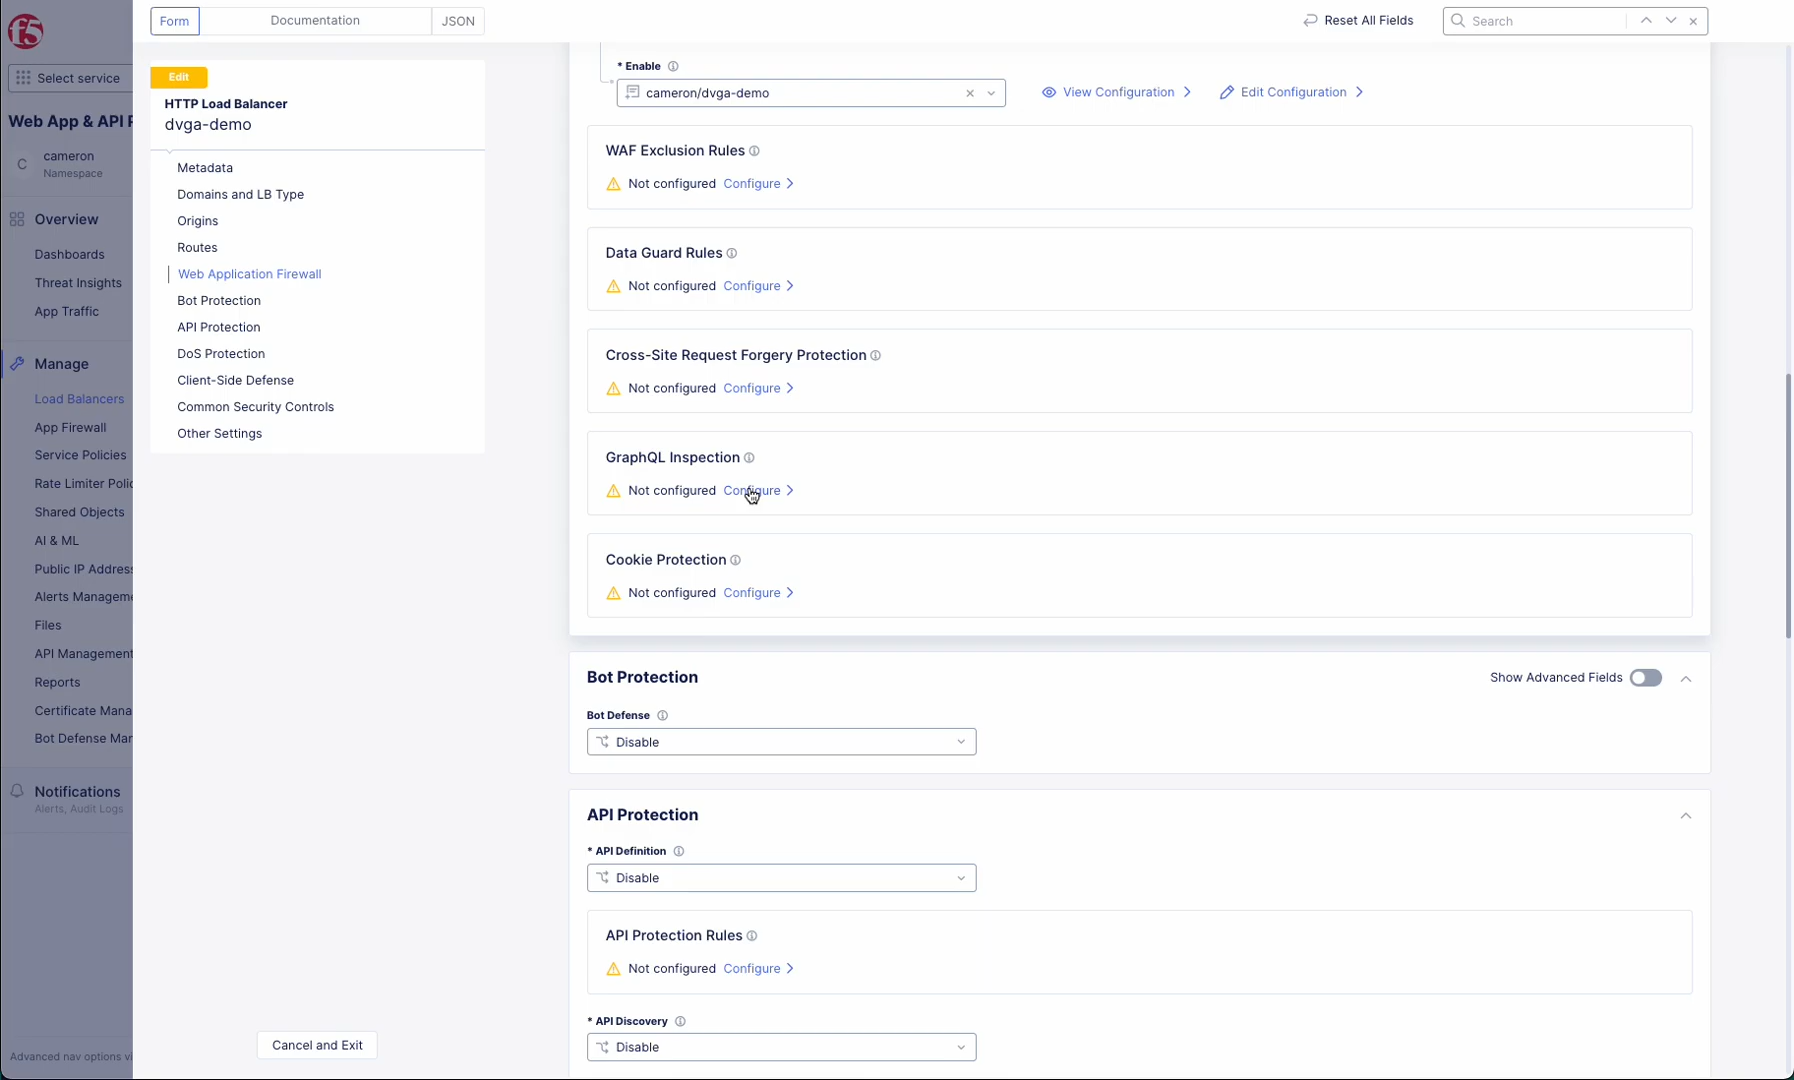 Form
Documentation
JSON
Reset All Fields
Search
f5
Select service
Web App & API P
C
cameron
Namespace
Overview
Dashboards
Threat Insights
App Traffic
Manage
Load Balancers
App Firewall
Service Policies
Rate Limiter Polic
Shared Objects
AI & ML
Public IP Address
Alerts Manageme
Files
API Management
Reports
Certificate Mana
Bot Defense Mar
Notifications
Alerts, Audit Logs
Advanced nav options vi
Edit
HTTP Load Balancer
dvga-demo
Metadata
Domains and LB Type
Origins
Routes
Web Application Firewall
Bot Protection
API Protection
DoS Protection
Client-Side Defense
Common Security Controls
Other Settings
Cancel and Exit
* Enable
cameron/dvga-demo
View Configuration
Edit Configuration
WAF Exclusion Rules
Not configured Configure
Data Guard Rules
Not configured Configure
Cross-Site Request Forgery Protection
Not configured Configure
GraphQL Inspection
Not configured Configure
Cookie Protection
Not configured Configure
Bot Protection
Show Advanced Fields
Bot Defense
Disable
API Protection
* API Definition
Disable
API Protection Rules
Not configured Configure
* API Discovery
Disable